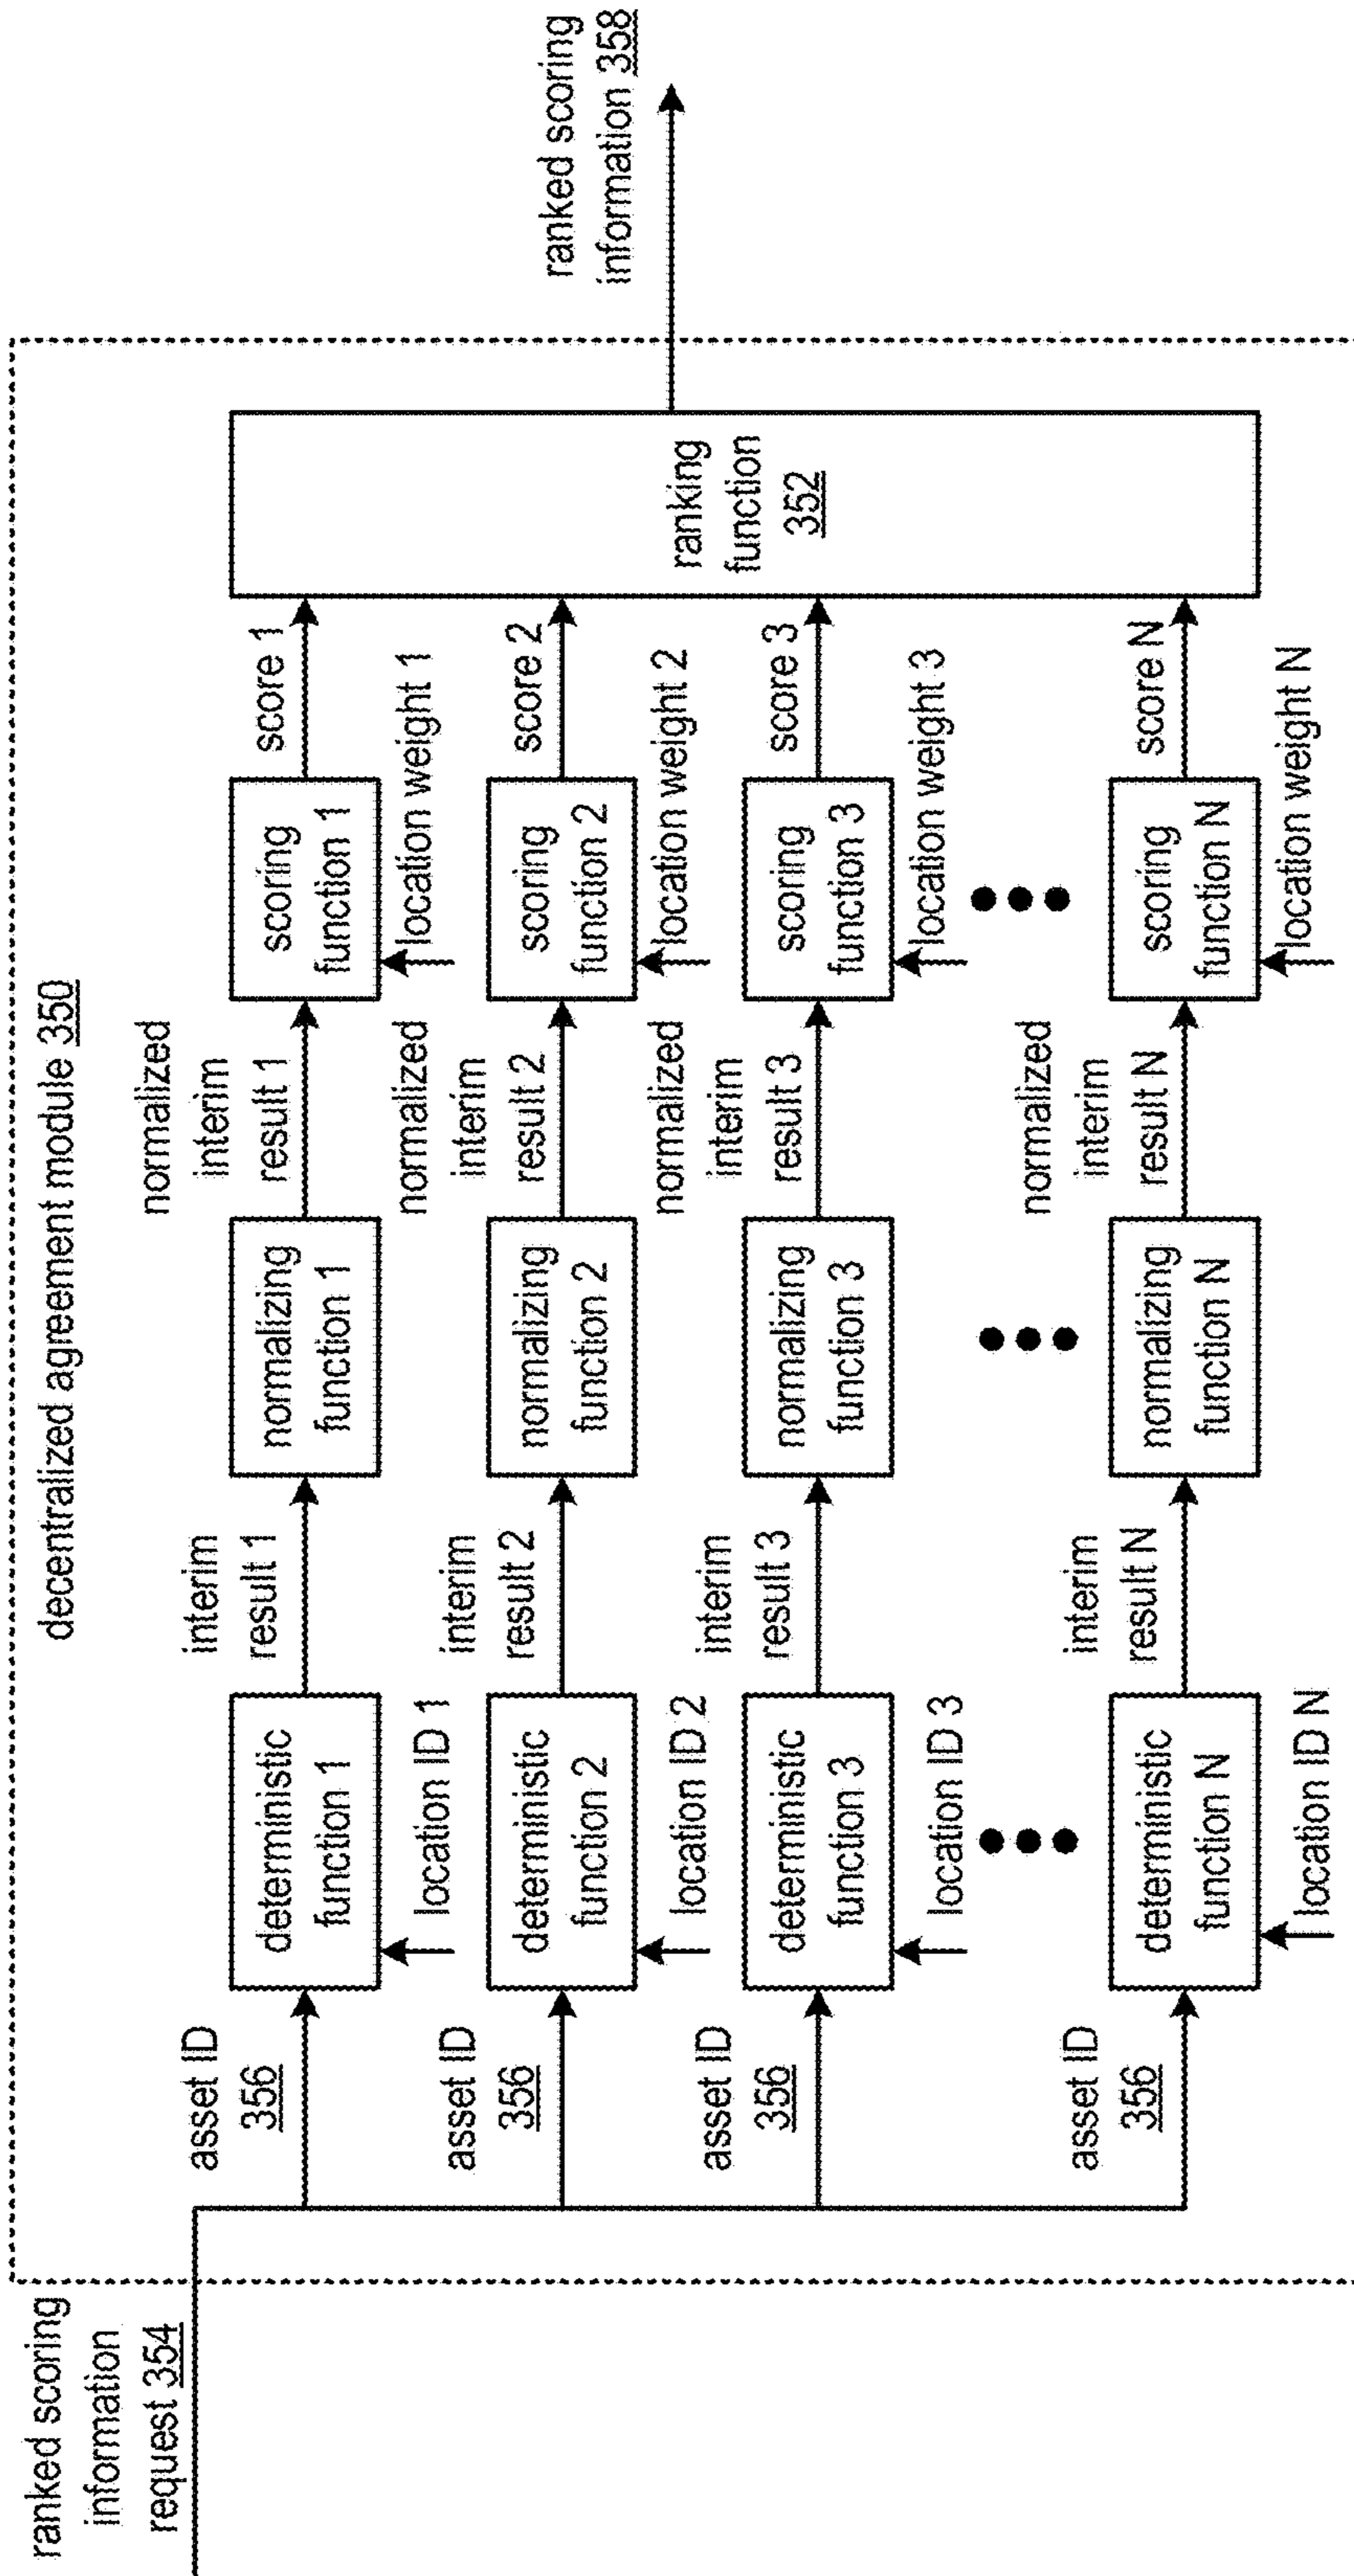 ranked scoring
information
request 354
decentralized agreement module 350
asset ID
356
deterministic
function 1
location ID 1
interim
result 1
normalizing
function 1
normalized
interim
result 1
scoring
function 1
location weight 1
score 1
asset ID
356
deterministic
function 2
location ID 2
interim
result 2
normalizing
function 2
normalized
interim
result 2
scoring
function 2
location weight 2
score 2
asset ID
356
deterministic
function 3
location ID 3
interim
result 3
normalizing
function 3
normalized
interim
result 3
scoring
function 3
location weight 3
score 3
asset ID
356
deterministic
function N
location ID N
interim
result N
normalizing
function N
normalized
interim
result N
scoring
function N
location weight N
score N
ranking
function
352
ranked scoring
information 358